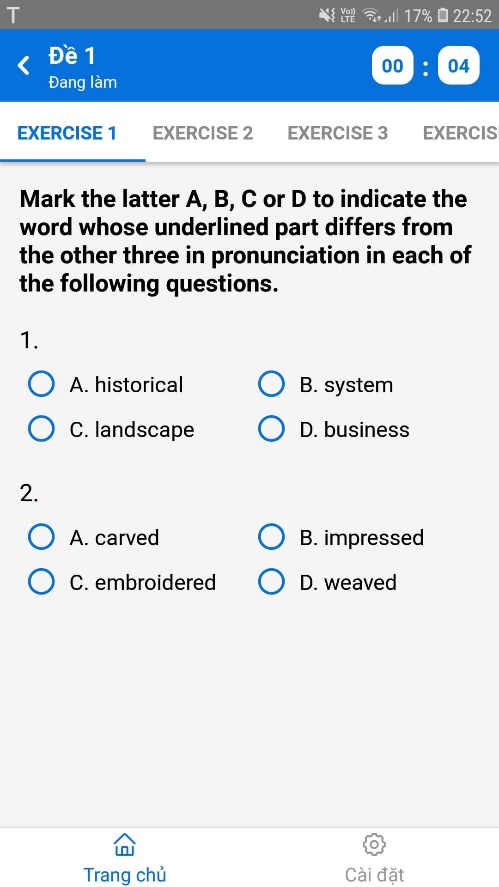 T
Vo)) LTE 17% 22:52
Đề 1
Đang làm
00 : 04
EXERCISE 1 EXERCISE 2 EXERCISE 3 EXERCIS
Mark the latter A, B, C or D to indicate the
word whose underlined part differs from
the other three in pronunciation in each of
the following questions.
1.
A. historical B. system
C. landscape D. business
2.
A. carved B. impressed
C. embroidered D. weaved
Trang chủ Cài đặt